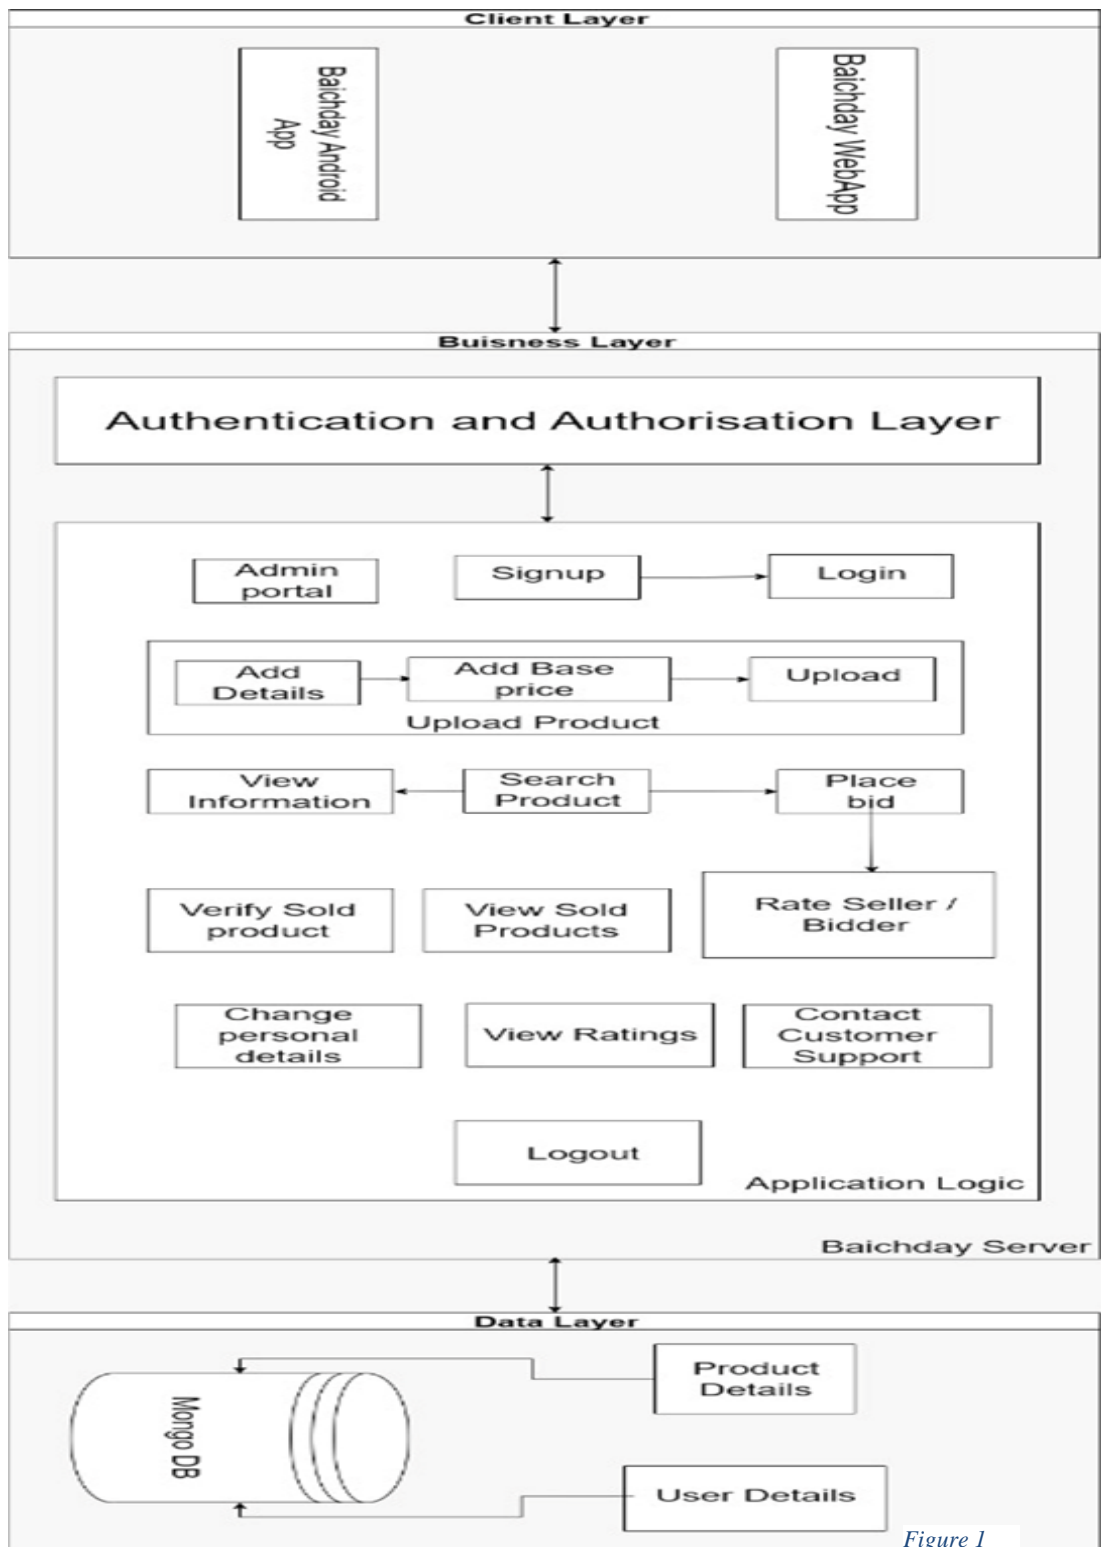 Client Layer
Baichday Android
App
Baichday WebApp
Buisness Layer
Authentication and Authorisation Layer
Admin
portal
Signup
Login
Add
Details
Add Base
price
Upload
Upload Product
View
Information
Search
Product
Place
bid
Verify Sold
product
View Sold
Products
Rate Seller /
Bidder
Change
personal
details
View Ratings
Contact
Customer
Support
Logout
Application Logic
Baichday Server
Data Layer
Mongo DB
Product
Details
User Details
Figure 1